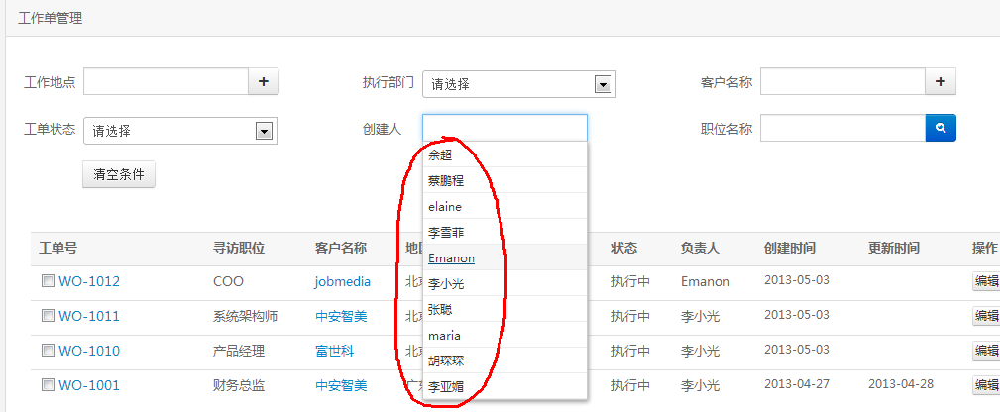 工作单管理
工作地点 + 执行部门 请选择 客户名称 +
工单状态 请选择 创建人 职位名称
清空条件
余超
蔡鹏程
elaine
李雪菲
Emanon
李小光
张聪
maria
胡琛琛
李亚媚
工单号 寻访职位 客户名称 地 状态 负责人 创建时间 更新时间 操作
WO-1012 COO jobmedia 北京 执行中 Emanon 2013-05-03 编辑
WO-1011 系统架构师 中安智美 北京 执行中 李小光 2013-05-03 编辑
WO-1010 产品经理 富世科 北京 执行中 李小光 2013-05-03 编辑
WO-1001 财务总监 中安智美 广东 执行中 李小光 2013-04-27 2013-04-28 编辑